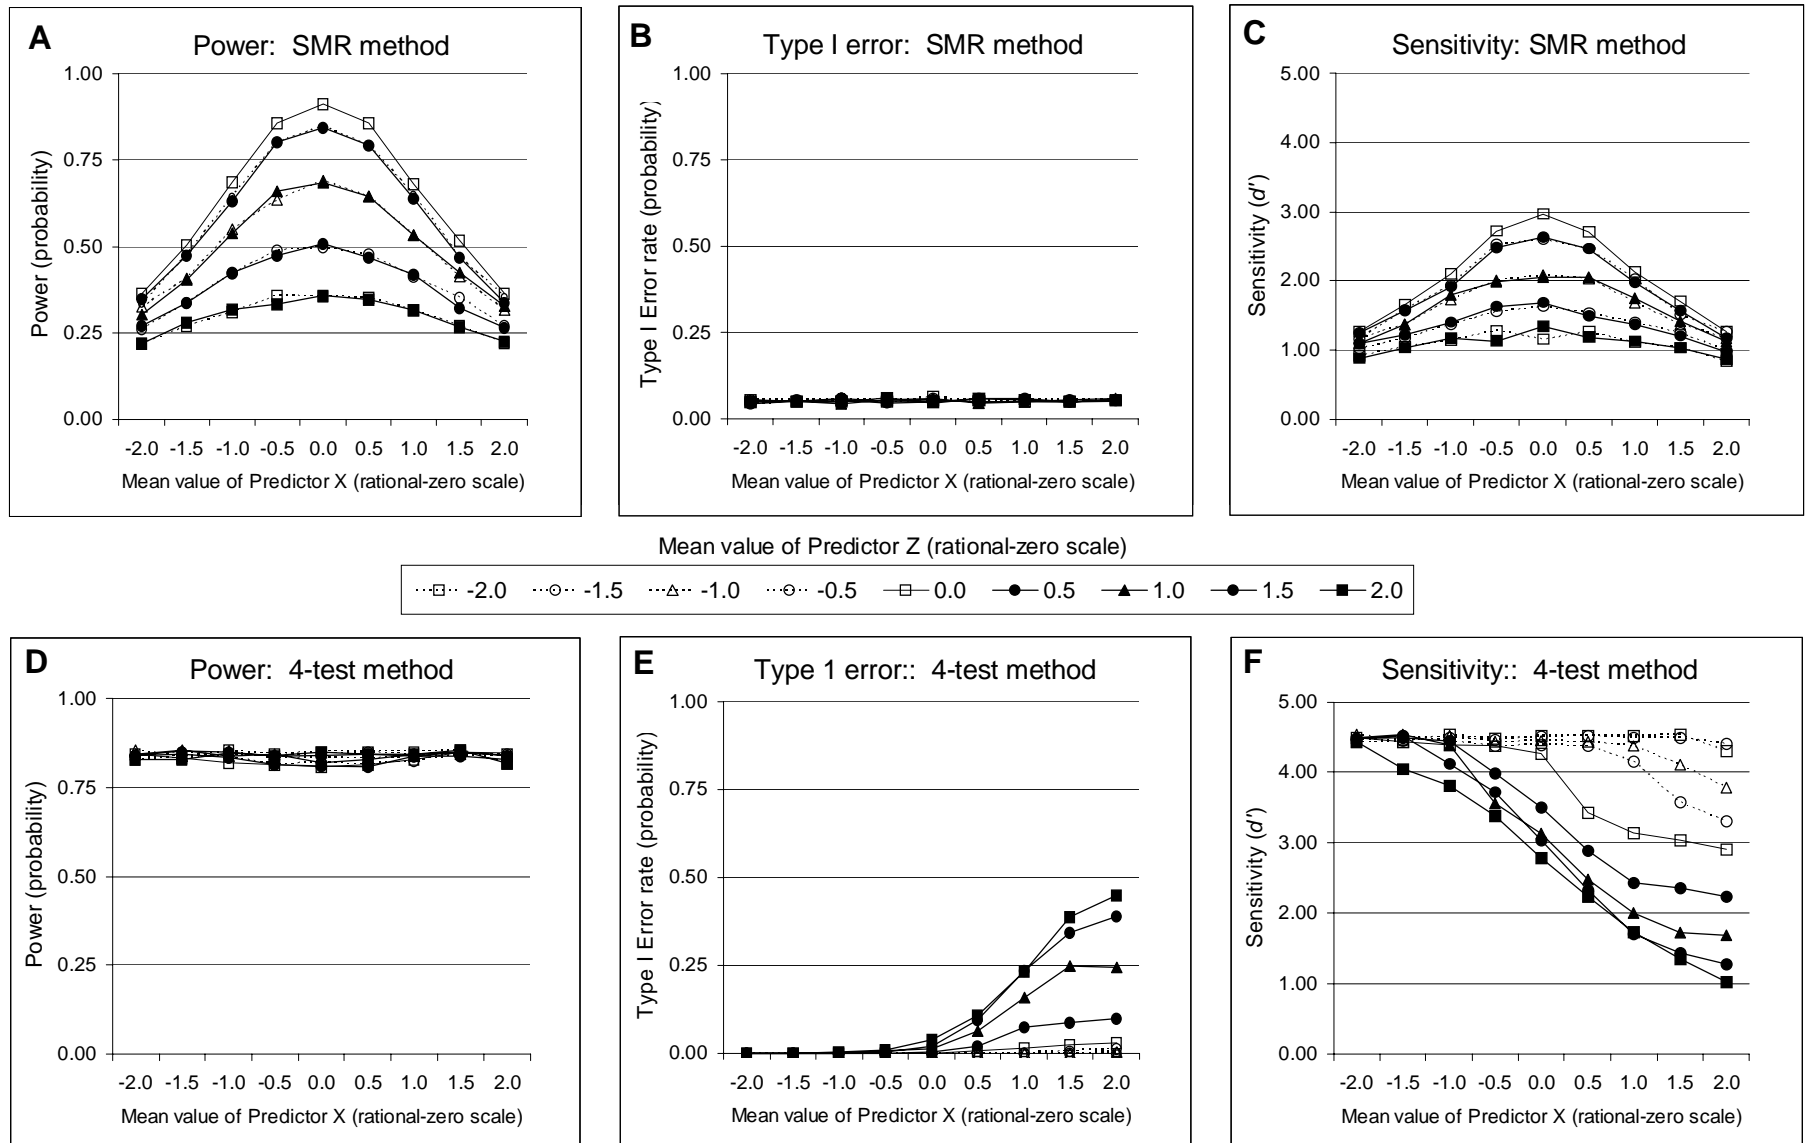 A
Power: SMR method
1.00
0.75
0.50
0.25
0.00
Power (probability)
-2.0 -1.5 -1.0 -0.5 0.0 0.5 1.0 1.5 2.0
Mean value of Predictor X (rational-zero scale)
B
Type I error: SMR method
1.00
0.75
0.50
0.25
0.00
Type I Error rate (probability)
-2.0 -1.5 -1.0 -0.5 0.0 0.5 1.0 1.5 2.0
Mean value of Predictor X (rational-zero scale)
C
Sensitivity: SMR method
5.00
4.00
3.00
2.00
1.00
0.00
Sensitivity (d')
-2.0 -1.5 -1.0 -0.5 0.0 0.5 1.0 1.5 2.0
Mean value of Predictor X (rational-zero scale)
Mean value of Predictor Z (rational-zero scale)
-2.0 -1.5 -1.0 -0.5 0.0 0.5 1.0 1.5 2.0
D
Power: 4-test method
1.00
0.75
0.50
0.25
0.00
Power (probability)
-2.0 -1.5 -1.0 -0.5 0.0 0.5 1.0 1.5 2.0
Mean value of Predictor X (rational-zero scale)
E
Type 1 error:: 4-test method
1.00
0.75
0.50
0.25
0.00
Type I Error rate (probability)
-2.0 -1.5 -1.0 -0.5 0.0 0.5 1.0 1.5 2.0
Mean value of Predictor X (rational-zero scale)
F
Sensitivity:: 4-test method
5.00
4.00
3.00
2.00
1.00
0.00
Sensitivity (d')
-2.0 -1.5 -1.0 -0.5 0.0 0.5 1.0 1.5 2.0
Mean value of Predictor X (rational-zero scale)